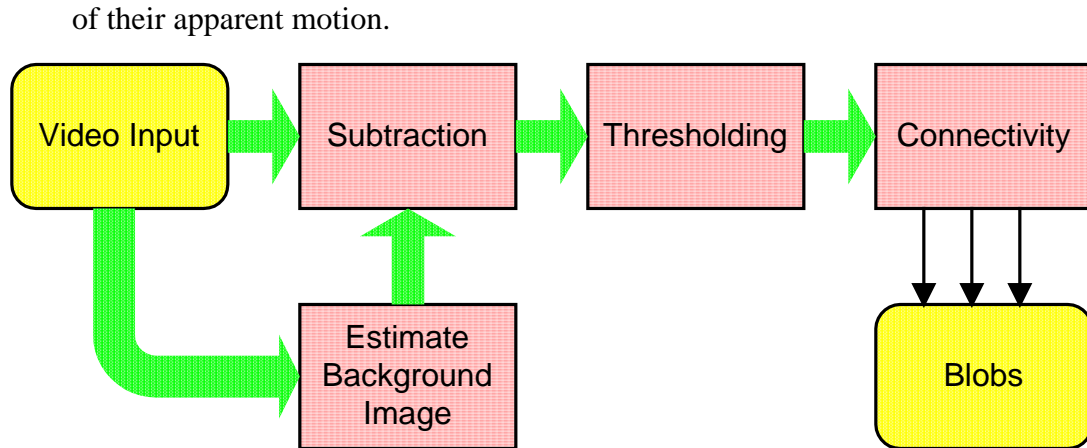 of their apparent motion.
Video Input
Subtraction
Thresholding
Connectivity
Estimate
Background
Image
Blobs